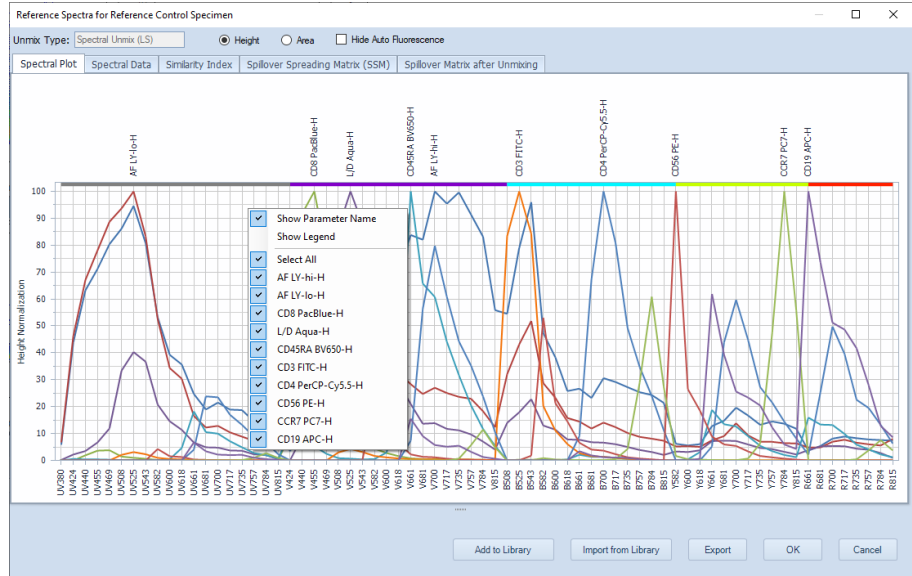 Reference Spectra for Reference Control Specimen
Unmix Type: Spectral Unmix (LS) Height Area Hide Auto Fluorescence
Spectral Plot Spectral Data Similarity Index Spillover Spreading Matrix (SSM) Spillover Matrix after Unmixing
AF LY-lo-H CD8 PacBlue-H L/D Aqua-H CD45RA BV650-H AF LY-hi-H CD3 FITC-H CD4 PerCP-Cy5.5-H CD56 PE-H CCR7 PC7-H CD19 APC-H
Height Normalization
100
90
80
70
60
50
40
30
20
10
0
Show Parameter Name
Show Legend
Select All
AF LY-hi-H
AF LY-lo-H
CD8 PacBlue-H
L/D Aqua-H
CD45RA BV650-H
CD3 FITC-H
CD4 PerCP-Cy5.5-H
CD56 PE-H
CCR7 PC7-H
CD19 APC-H
UV380 UV424 UV440 UV455 UV469 UV508 UV525 UV543 UV582 UV600 UV618 UV661 UV681 UV700 UV717 UV735 UV757 UV784 UV815 V424 V440 V455 V469 V508 V525 V543 V582 V600 V618 V661 V681 V700 V717 V735 V757 V784 V815 B508 B525 B543 B582 B600 B618 B661 B681 B700 B717 B735 B757 B784 B815 Y582 Y600 Y618 Y661 Y681 Y700 Y711 Y735 Y757 Y784 Y815 R661 R681 R700 R717 R735 R757 R784 R815
Add to Library Import from Library Export OK Cancel